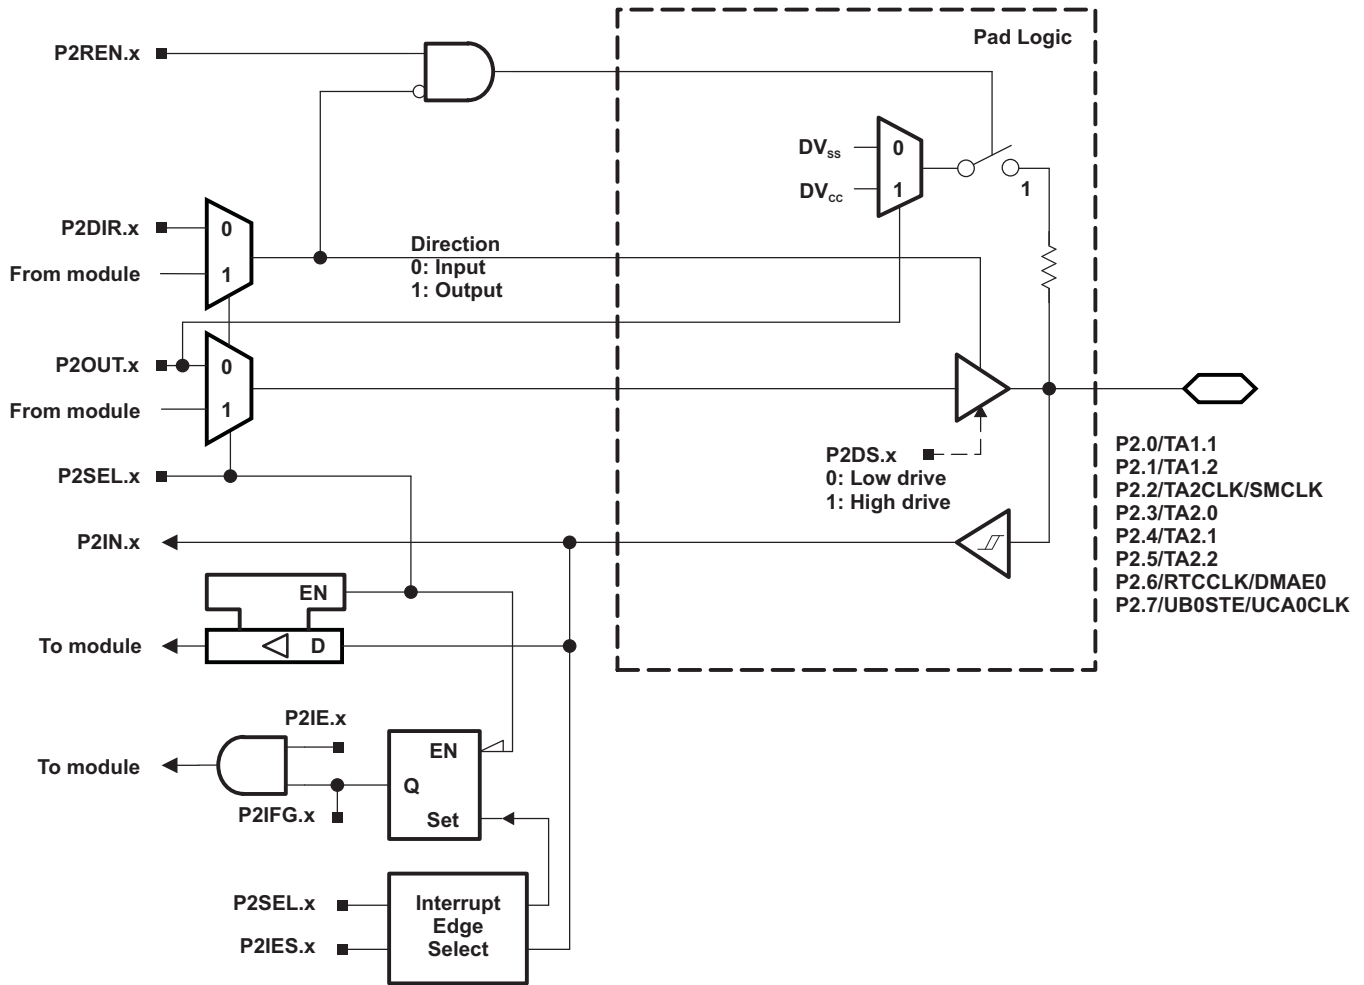 Pad Logic
P2REN.x
DVSS
0
DVCC
1
1
P2DIR.x
0
From module
1
Direction
0: Input
1: Output
P2OUT.x
0
From module
1
P2SEL.x
P2DS.x
0: Low drive
1: High drive
P2.0/TA1.1
P2.1/TA1.2
P2.2/TA2CLK/SMCLK
P2.3/TA2.0
P2.4/TA2.1
P2.5/TA2.2
P2.6/RTCCLK/DMAE0
P2.7/UB0STE/UCA0CLK
P2IN.x
EN
To module
D
P2IE.x
EN
To module
Q
P2IFG.x
Set
P2SEL.x
Interrupt
Edge
Select
P2IES.x